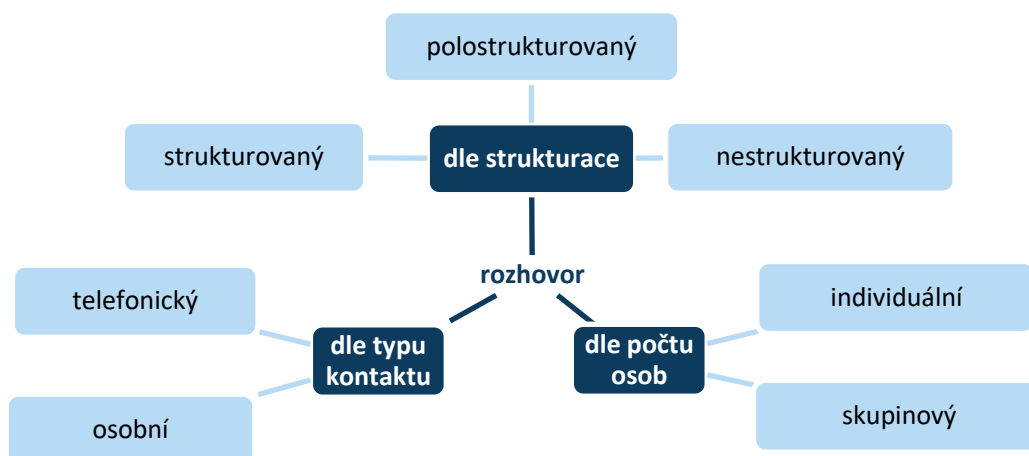 polostrukturovaný
strukturovaný
dle strukturace
nestrukturovaný
rozhovor
telefonický
individuální
dle typu
kontaktu
dle počtu
osob
osobní
skupinový